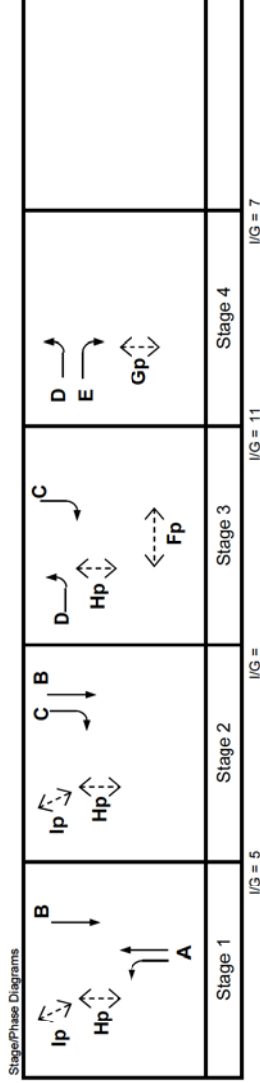 Stage/Phase Diagrams
Ip
Hp
B
A
Stage 1
I/G = 5
Ip
Hp
C
B
Stage 2
I/G =
D
Hp
C
Fp
Stage 3
I/G = 11
D
E
Gp
Stage 4
I/G = 7